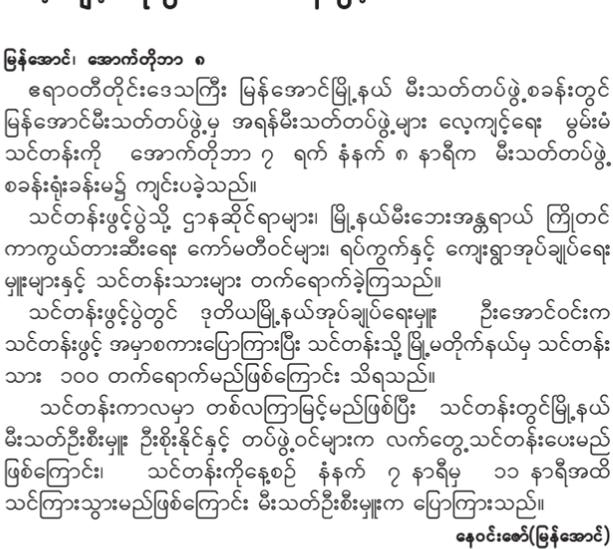 မြန်အောင်၊ အောက်တိုဘာ ၈
ဧရာဝတီတိုင်းဒေသကြီး မြန်အောင်မြို့နယ် မီးသတ်တပ်ဖွဲ့စခန်းတွင်
မြန်အောင်မီးသတ်တပ်ဖွဲ့မှ အရန်မီးသတ်တပ်ဖွဲ့များ လေ့ကျင့်ရေး မွမ်းမံ
သင်တန်းကို အောက်တိုဘာ ၇ ရက် နံနက် ၈ နာရီက မီးသတ်တပ်ဖွဲ့
စခန်းရုံးခန်းမ၌ ကျင်းပခဲ့သည်။
သင်တန်းဖွင့်ပွဲသို့ ဌာနဆိုင်ရာများ၊ မြို့နယ်မီးဘေးအန္တရာယ် ကြိုတင်
ကာကွယ်တားဆီးရေး ကော်မတီဝင်များ၊ ရပ်ကွက်နှင့် ကျေးရွာအုပ်ချုပ်ရေး
မှူးများနှင့် သင်တန်းသားများ တက်ရောက်ခဲ့ကြသည်။
သင်တန်းဖွင့်ပွဲတွင် ဒုတိယမြို့နယ်အုပ်ချုပ်ရေးမှူး ဦးအောင်ဝင်းက
သင်တန်းဖွင့် အမှာစကားပြောကြားပြီး သင်တန်းသို့ မြို့မတိုက်နယ်မှ သင်တန်း
သား ၁၀၀ တက်ရောက်မည်ဖြစ်ကြောင်း သိရသည်။
သင်တန်းကာလမှာ တစ်လကြာမြင့်မည်ဖြစ်ပြီး သင်တန်းတွင်မြို့နယ်
မီးသတ်ဦးစီးမှူး ဦးစိုးနိုင်နှင့် တပ်ဖွဲ့ဝင်များက လက်တွေ့သင်တန်းပေးမည်
ဖြစ်ကြောင်း၊ သင်တန်းကိုနေ့စဉ် နံနက် ၇ နာရီမှ ၁၁ နာရီအထိ
သင်ကြားသွားမည်ဖြစ်ကြောင်း မီးသတ်ဦးစီးမှူးက ပြောကြားသည်။
နေဝင်းဇော်(မြန်အောင်)